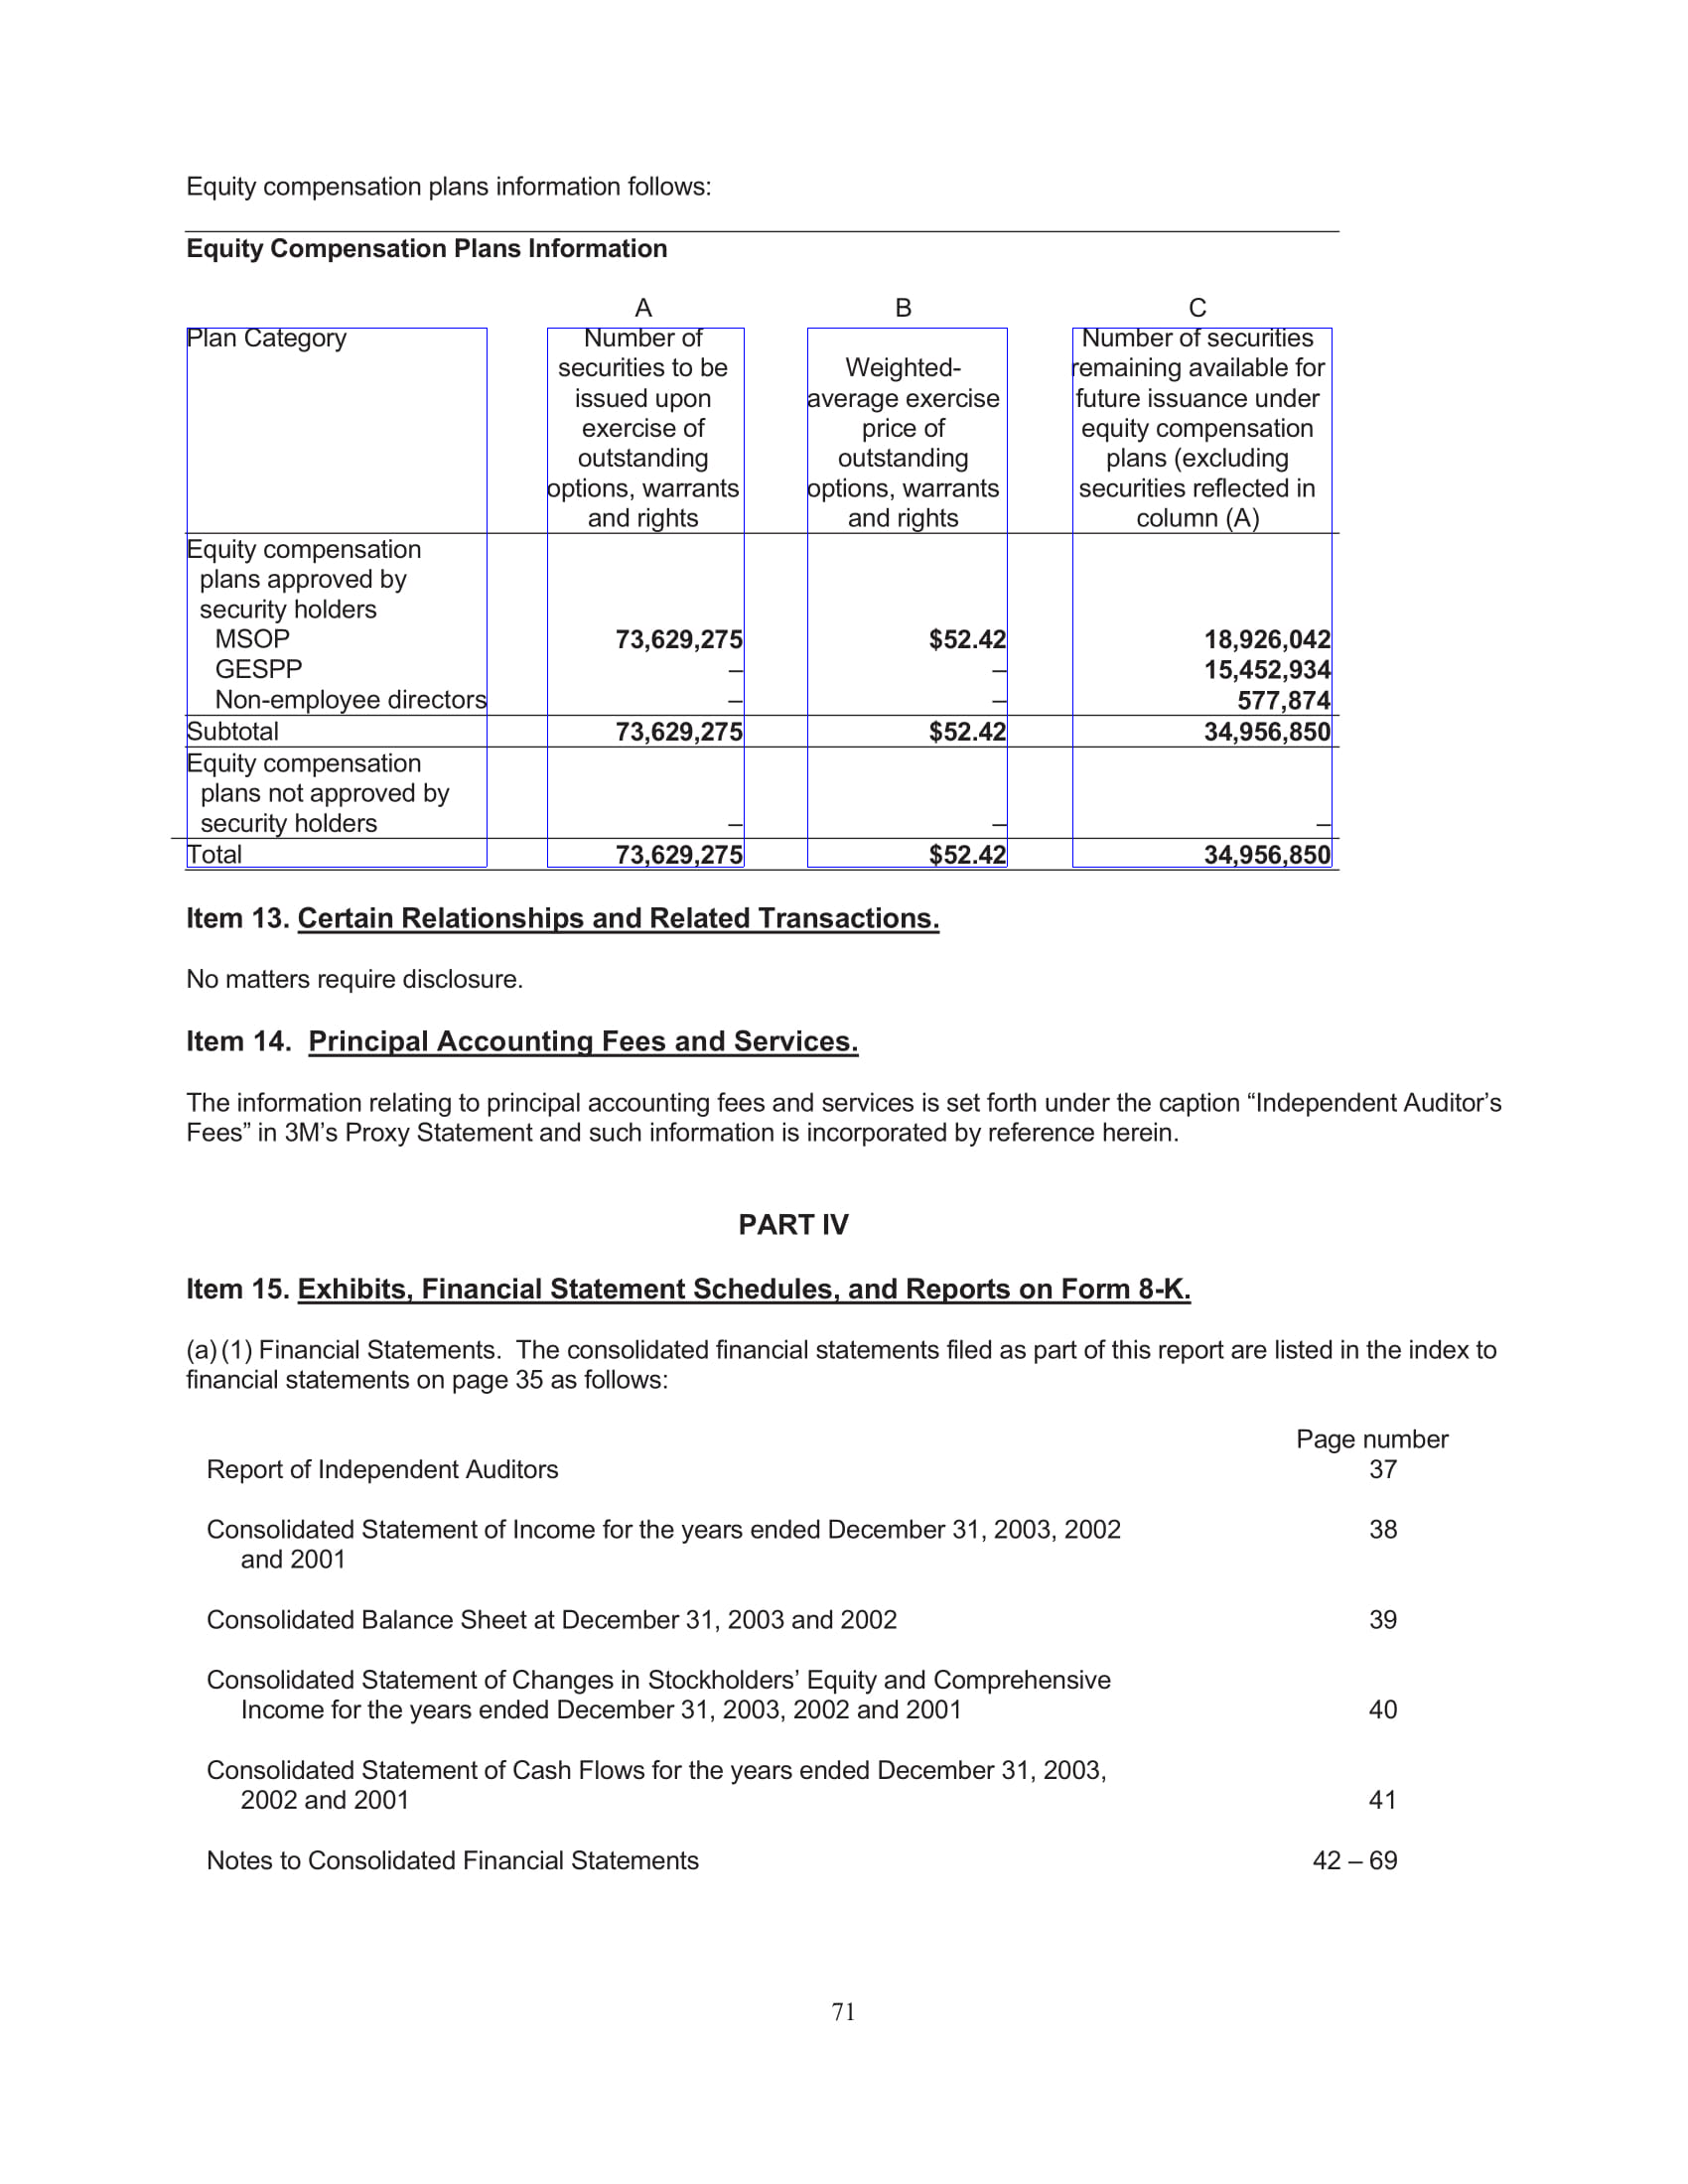 Equity compensation plans information follows:
Equity Compensation Plans Information
A B C
Plan Category Number of Number of securities
securities to be Weighted- remaining available for
issued upon average exercise future issuance under
exercise of price of equity compensation
outstanding outstanding plans (excluding
options, warrants options, warrants securities reflected in
and rights and rights column (A)
Equity compensation
plans approved by
security holders
MSOP 73,629,275 $52.42 18,926,042
GESPP – – 15,452,934
Non-employee directors – – 577,874
Subtotal 73,629,275 $52.42 34,956,850
Equity compensation
plans not approved by
security holders – – –
Total 73,629,275 $52.42 34,956,850
Item 13. Certain Relationships and Related Transactions.
No matters require disclosure.
Item 14. Principal Accounting Fees and Services.
The information relating to principal accounting fees and services is set forth under the caption “Independent Auditor’s
Fees” in 3M’s Proxy Statement and such information is incorporated by reference herein.
PART IV
Item 15. Exhibits, Financial Statement Schedules, and Reports on Form 8-K.
(a) (1) Financial Statements. The consolidated financial statements filed as part of this report are listed in the index to
financial statements on page 35 as follows:
Page number
Report of Independent Auditors 37
Consolidated Statement of Income for the years ended December 31, 2003, 2002 38
and 2001
Consolidated Balance Sheet at December 31, 2003 and 2002 39
Consolidated Statement of Changes in Stockholders’ Equity and Comprehensive
Income for the years ended December 31, 2003, 2002 and 2001 40
Consolidated Statement of Cash Flows for the years ended December 31, 2003,
2002 and 2001 41
Notes to Consolidated Financial Statements 42 – 69
71